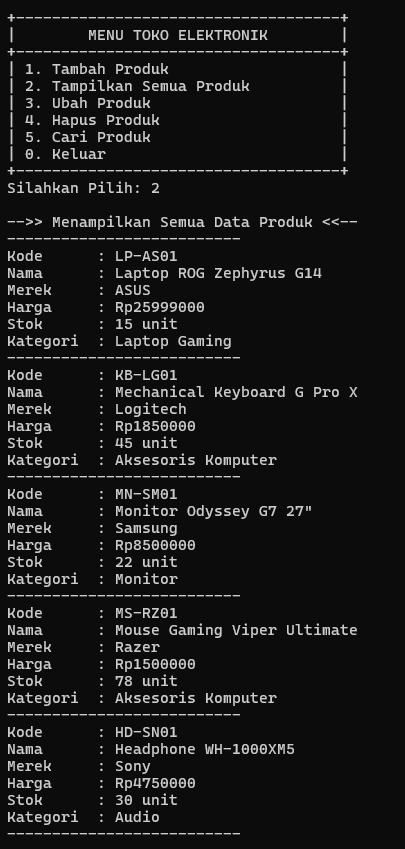 +------------------------------------+
|        MENU TOKO ELEKTRONIK        |
+------------------------------------+
| 1. Tambah Produk                   |
| 2. Tampilkan Semua Produk          |
| 3. Ubah Produk                     |
| 4. Hapus Produk                    |
| 5. Cari Produk                     |
| 0. Keluar                          |
+------------------------------------+
Silahkan Pilih: 2

-->> Menampilkan Semua Data Produk <<--
--------------------------
Kode      : LP-AS01
Nama      : Laptop ROG Zephyrus G14
Merek     : ASUS
Harga     : Rp25999000
Stok      : 15 unit
Kategori  : Laptop Gaming
--------------------------
Kode      : KB-LG01
Nama      : Mechanical Keyboard G Pro X
Merek     : Logitech
Harga     : Rp1850000
Stok      : 45 unit
Kategori  : Aksesoris Komputer
--------------------------
Kode      : MN-SM01
Nama      : Monitor Odyssey G7 27"
Merek     : Samsung
Harga     : Rp8500000
Stok      : 22 unit
Kategori  : Monitor
--------------------------
Kode      : MS-RZ01
Nama      : Mouse Gaming Viper Ultimate
Merek     : Razer
Harga     : Rp1500000
Stok      : 78 unit
Kategori  : Aksesoris Komputer
--------------------------
Kode      : HD-SN01
Nama      : Headphone WH-1000XM5
Merek     : Sony
Harga     : Rp4750000
Stok      : 30 unit
Kategori  : Audio
--------------------------